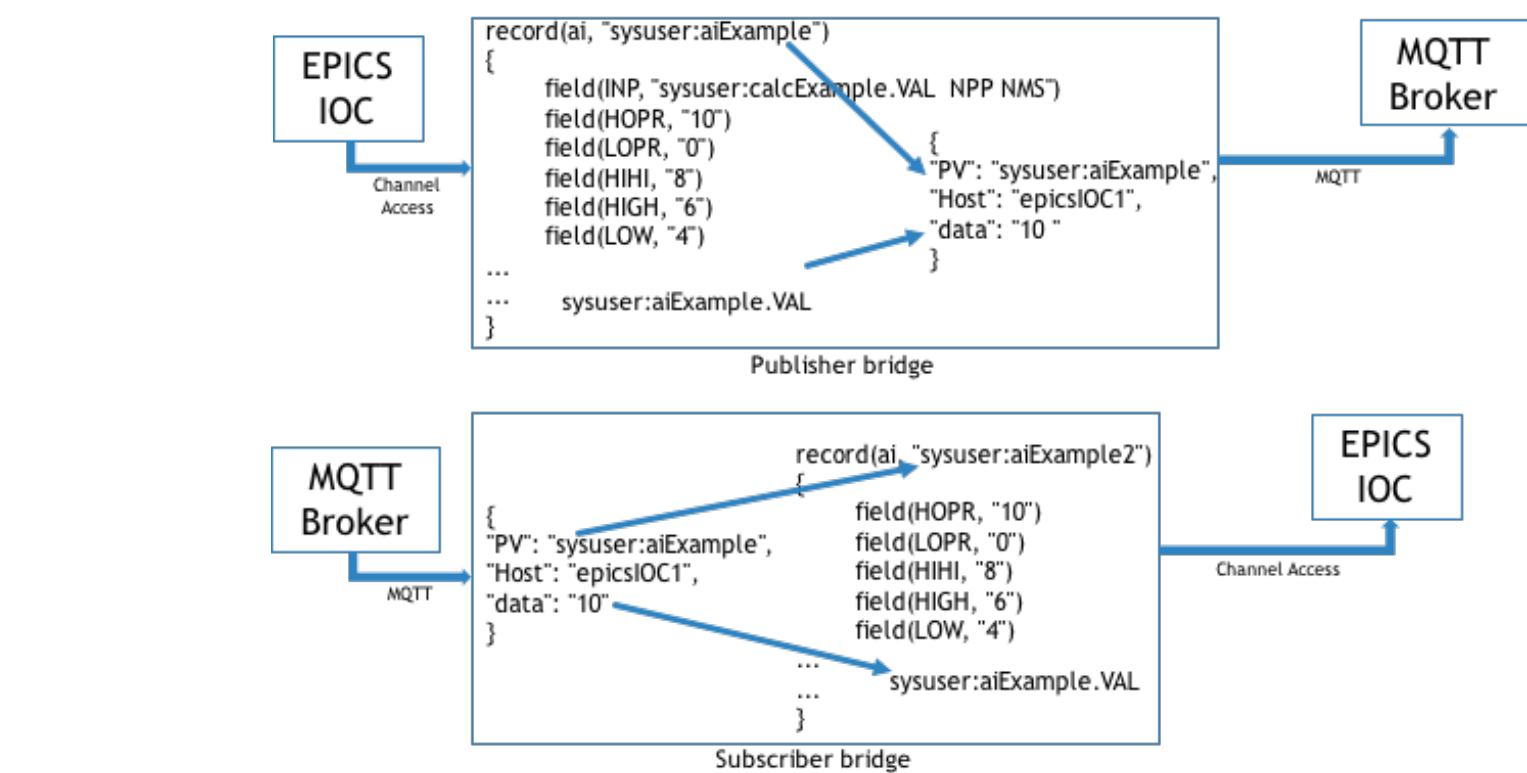 EPICS
IOC
Channel
Access
record(ai, "sysuser:aiExample")
{
field(INP, "sysuser:calcExample.VAL  NPP NMS")
field(HOPR, "10")
field(LOPR, "0")
field(HIHI, "8")
field(HIGH, "6")
field(LOW, "4")
...
... sysuser:aiExample.VAL
}
{
"PV": "sysuser:aiExample",
"Host": "epicsIOC1",
"data": "10 "
}
MQTT
MQTT
Broker
Publisher bridge
MQTT
Broker
MQTT
{
"PV": "sysuser:aiExample",
"Host": "epicsIOC1",
"data": "10"
}
record(ai, "sysuser:aiExample2")
{
field(HOPR, "10")
field(LOPR, "0")
field(HIHI, "8")
field(HIGH, "6")
field(LOW, "4")
...
sysuser:aiExample.VAL
...
}
Channel Access
EPICS
IOC
Subscriber bridge